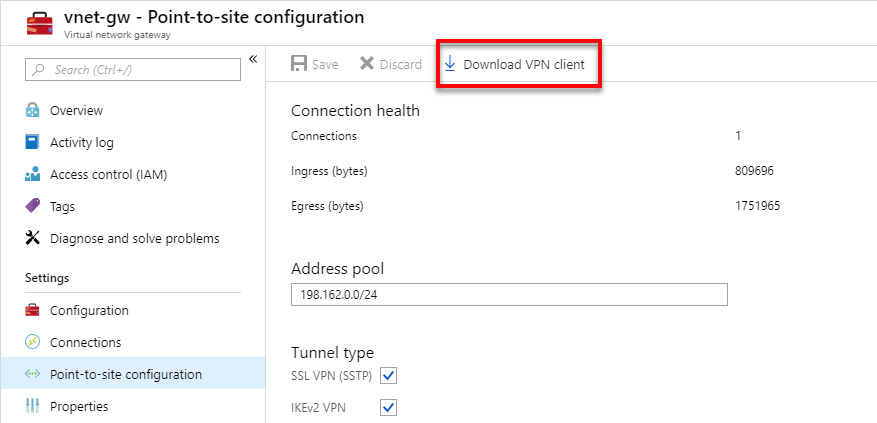 vnet-gw - Point-to-site configuration
Virtual network gateway
Search (Ctrl+/)
«
Overview
Activity log
Access control (IAM)
Tags
Diagnose and solve problems
Settings
Configuration
Connections
Point-to-site configuration
Properties
Save Discard Download VPN client
Connection health
Connections 1
Ingress (bytes) 809696
Egress (bytes) 1751965
Address pool
198.162.0.0/24
Tunnel type
SSL VPN (SSTP)
IKEv2 VPN